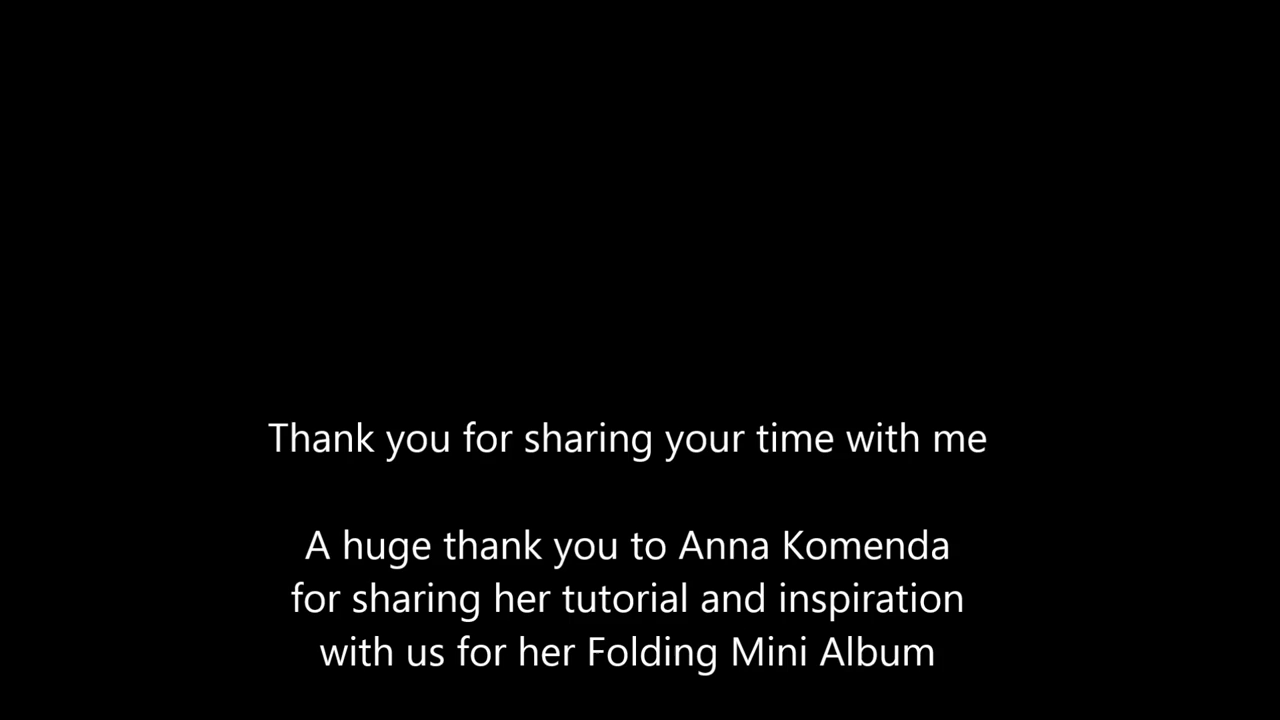 Thank you for sharing your time with me
A huge thank you to Anna Komenda
for sharing her tutorial and inspiration
with us for her Folding Mini Album